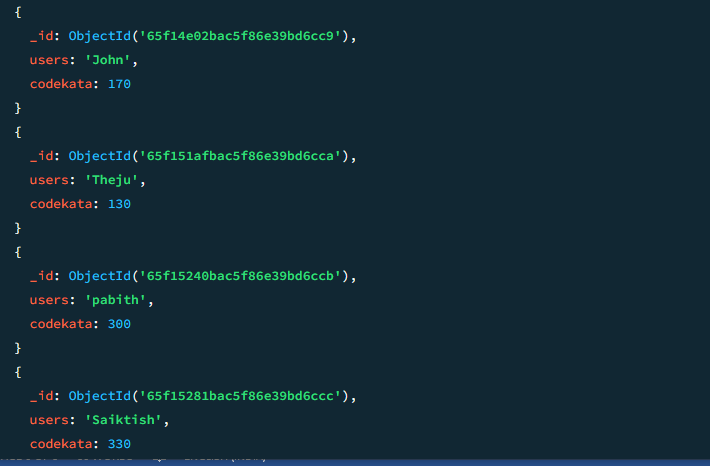 {
_id: ObjectId('65f14e02bac5f86e39bd6cc9'),
users: 'John',
codekata: 170
}
{
_id: ObjectId('65f151afbac5f86e39bd6cca'),
users: 'Theju',
codekata: 130
}
{
_id: ObjectId('65f15240bac5f86e39bd6ccb'),
users: 'pabith',
codekata: 300
}
{
_id: ObjectId('65f15281bac5f86e39bd6ccc'),
users: 'Saiktish',
codekata: 330